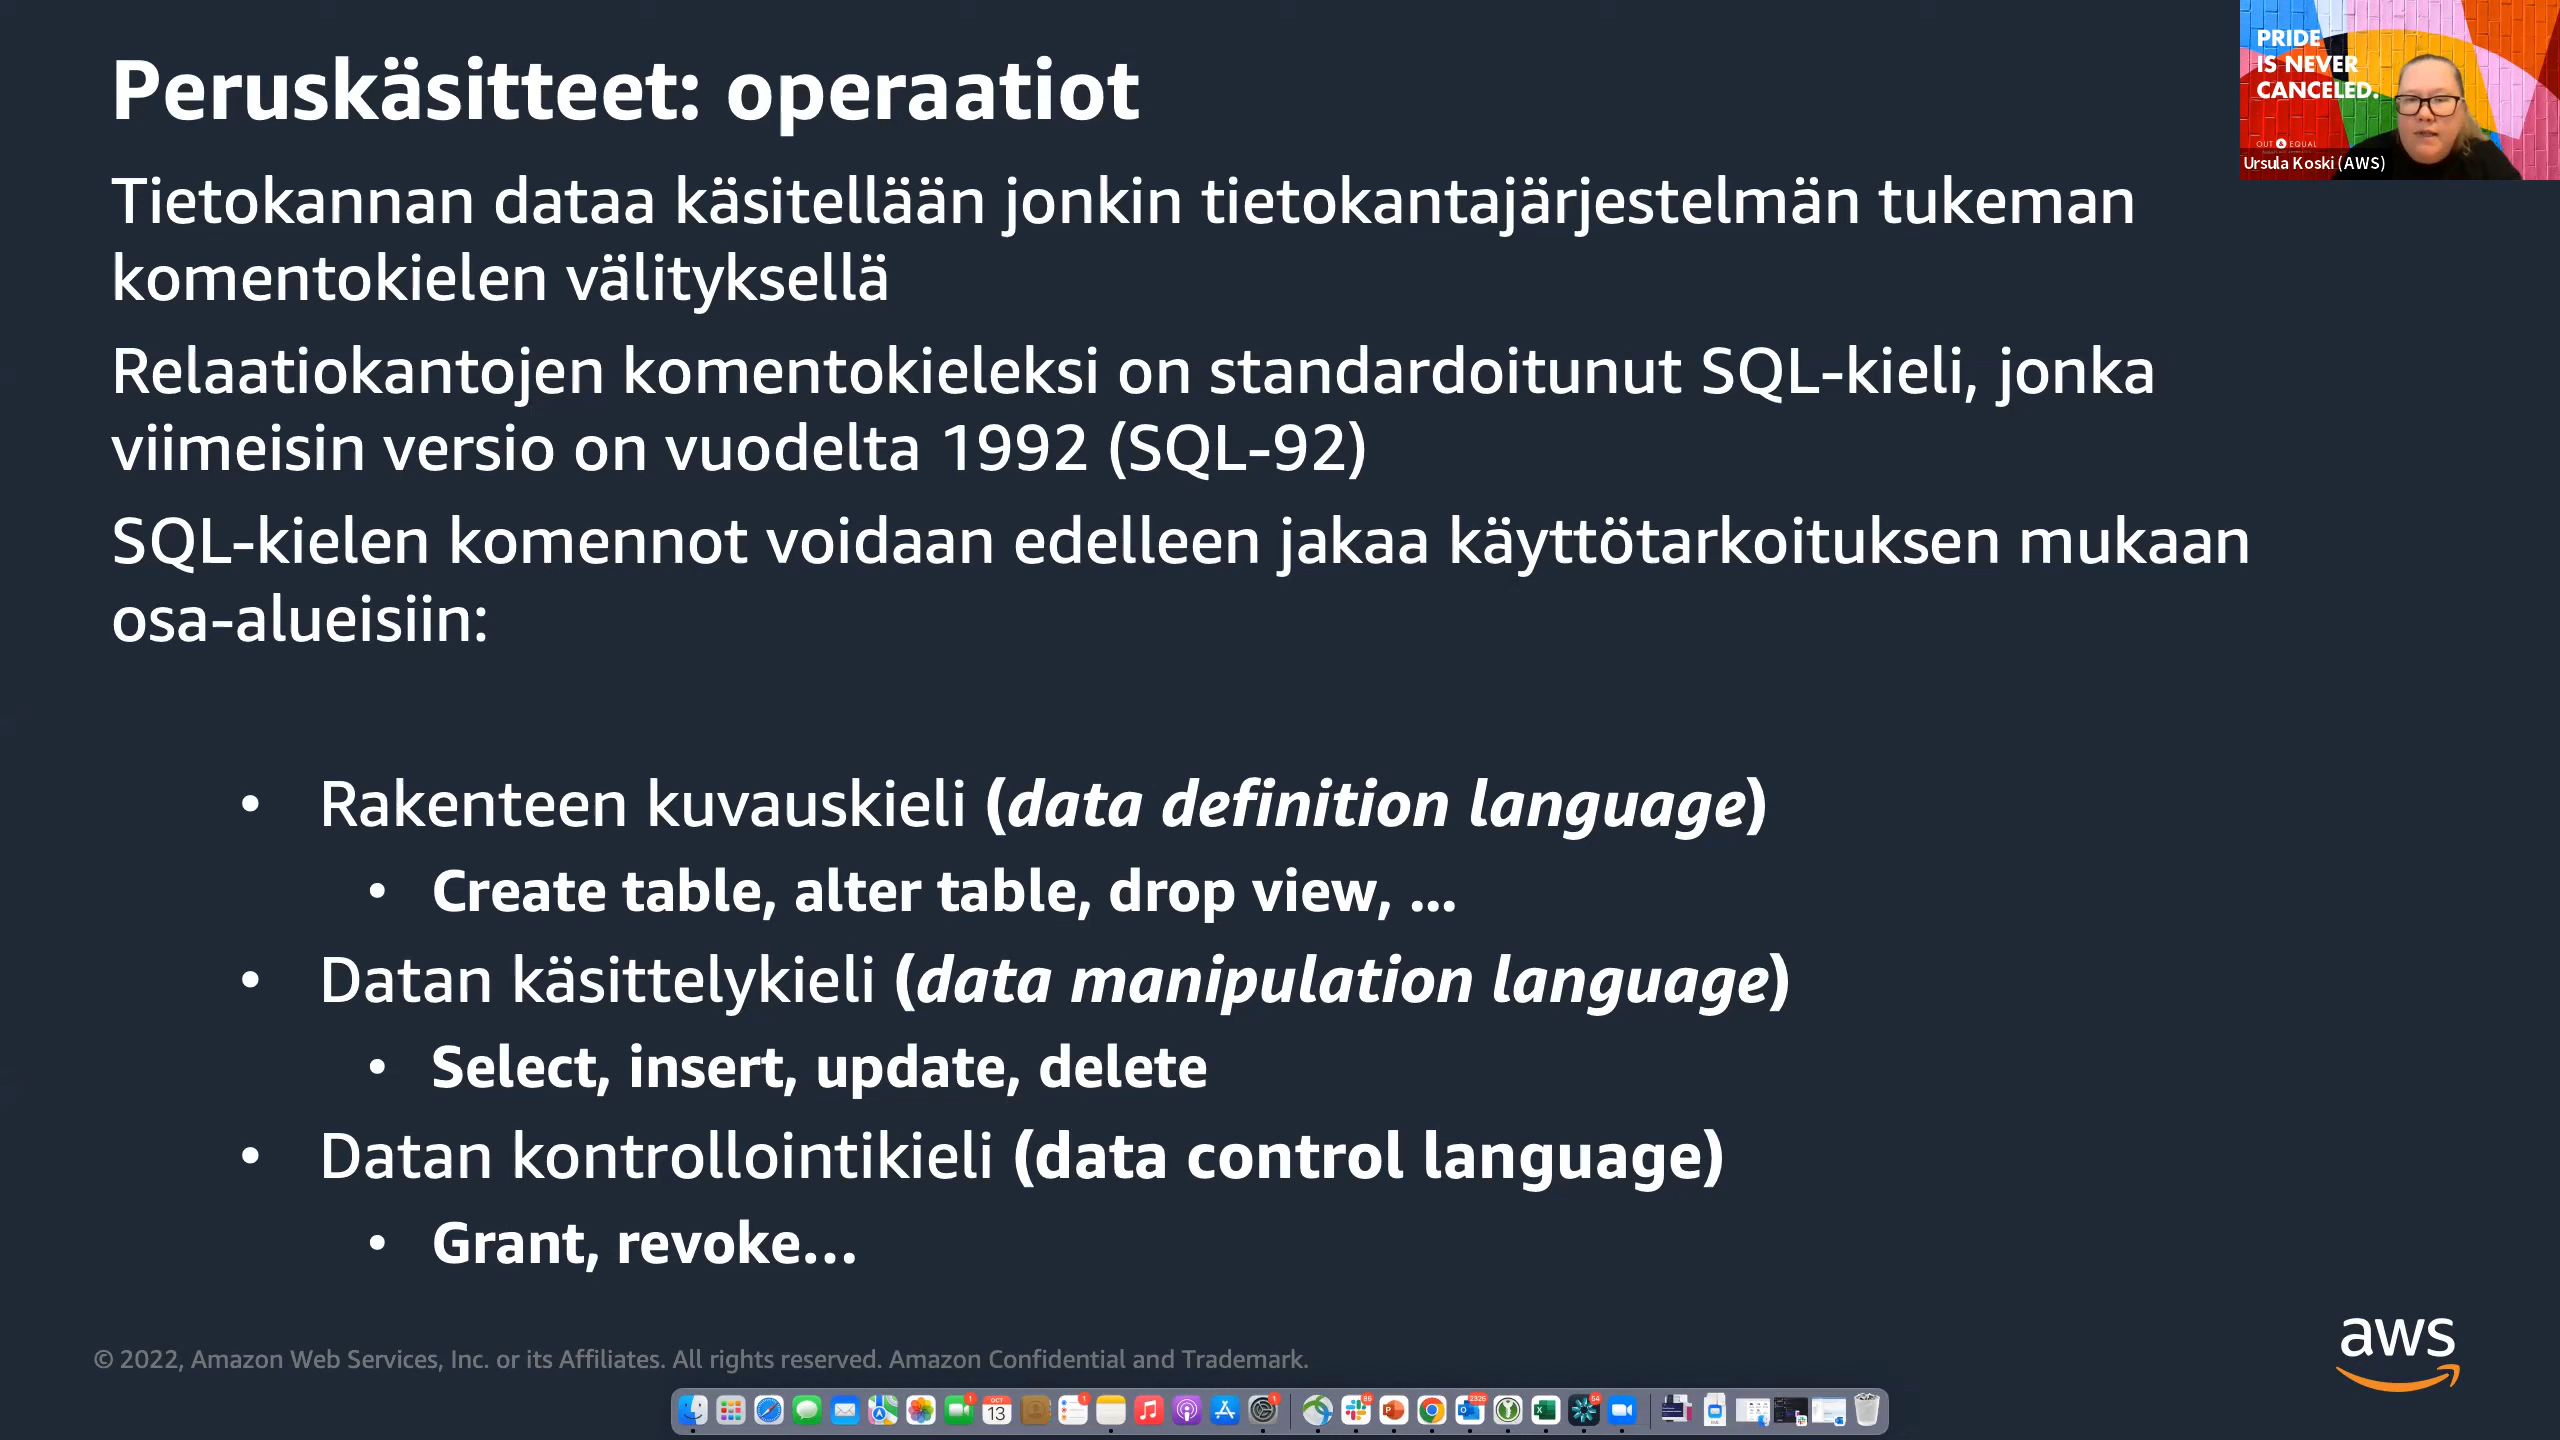 Peruskäsitteet: operaatiot
Tietokannan dataa käsitellään jonkin tietokantajärjestelmän tukeman
komentokielen välityksellä
Relaatiokantojen komentokieleksi on standardoitunut SQL-kieli, jonka
viimeisin versio on vuodelta 1992 (SQL-92)
SQL-kielen komennot voidaan edelleen jakaa käyttötarkoituksen mukaan
osa-alueisiin:
• Rakenteen kuvauskieli (data definition language)
• Create table, alter table, drop view, ...
• Datan käsittelykieli (data manipulation language)
• Select, insert, update, delete
• Datan kontrollointikieli (data control language)
• Grant, revoke...
© 2022, Amazon Web Services, Inc. or its Affiliates. All rights reserved. Amazon Confidential and Trademark.
aws
PRIDE
IS NEVER
CANCELED.
OUT & EQUAL
Ursula Koski (AWS)
OCT
13